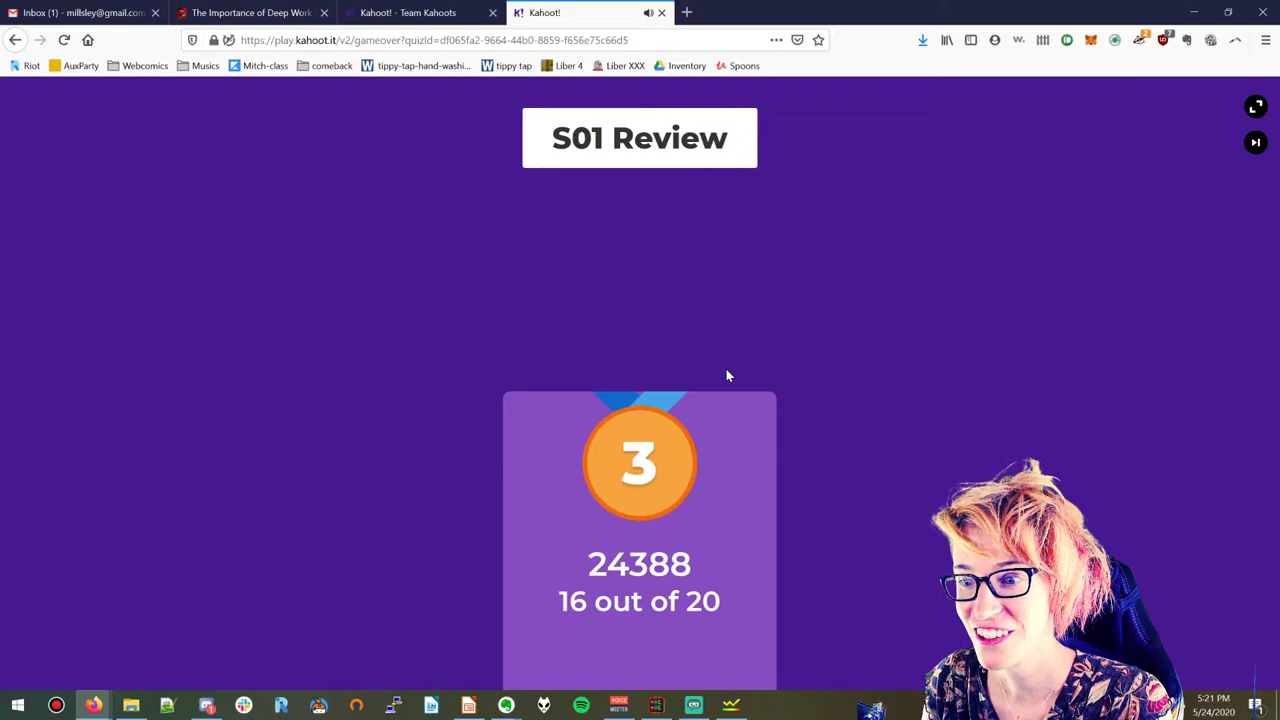 Inbox (1) - millsley@gmail.com
The Importance of Deep Work
Kahoot! - Team Kahoots
K! Kahoot!
https://play.kahoot.it/v2/gameover?quizId=df065fa2-9664-44b0-8859-f656e75c66d5
Riot
AuxParty
Webcomics
Musics
Mitch-class
comeback
tippy-tap-hand-washi...
tippy tap
Liber 4
Liber XXX
Inventory
Spoons
S01 Review
3
24388
16 out of 20
VOICE
MEETER
5:21 PM
5/24/2020